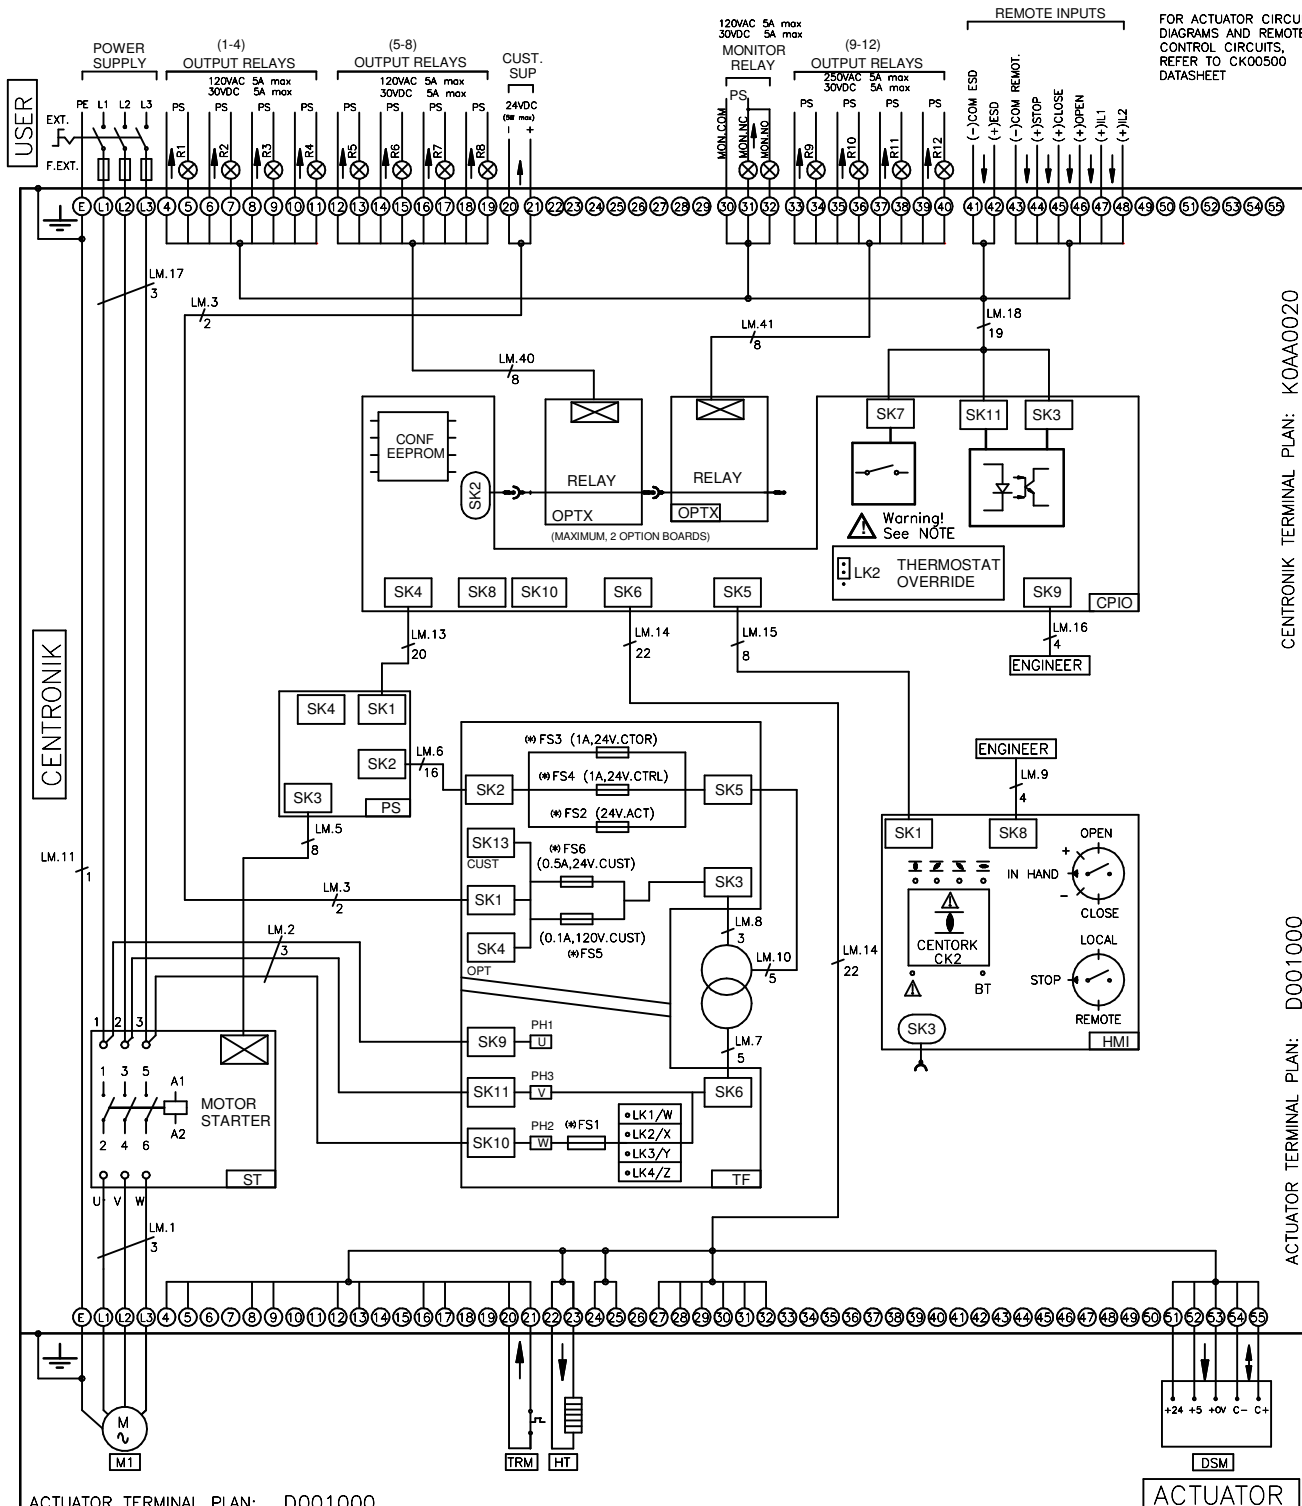 REMOTE INPUTS
120VAC 5A max
30VDC 5A max
FOR ACTUATOR CIRCU
DIAGRAMS AND REMOTE
CONTROL CIRCUITS,
REFER TO CK00500
DATASHEET
POWER
SUPPLY
(1-4)
OUTPUT RELAYS
120VAC 5A max
30VDC 5A max
(5-8)
OUTPUT RELAYS
120VAC 5A max
30VDC 5A max
CUST.
SUP
24VDC
(5W max)
- +
MONITOR
RELAY
(9-12)
OUTPUT RELAYS
250VAC 5A max
30VDC 5A max
USER
EXT.
F.EXT.
PE L1 L2 L3
PS PS PS PS PS PS PS PS PS PS PS PS PS
R1 R2 R3 R4 R5 R6 R7 R8
MON.COM
MON.NC
MON.NO
R9 R10 R11 R12
(-)COM ESD
(+)ESD
(-)COM REMOT.
(+)STOP
(+)CLOSE
(+)OPEN
(+)IL1
(+)IL2
E L1 L2 L3 4 5 6 7 8 9 10 11 12 13 14 15 16 17 18 19 20 21 22 23 24 25 26 27 28 29 30 31 32 33 34 35 36 37 38 39 40 41 42 43 44 45 46 47 48 49 50 51 52 53 54 55
LM.17
3
LM.3
2
LM.40
8
LM.41
8
LM.18
19
CENTRONIK TERMINAL PLAN: K0AA0020
CONF
EEPROM
SK2
RELAY
OPTX
RELAY
OPTX
(MAXIMUM, 2 OPTION BOARDS)
SK7
SK11
SK3
Warning!
See NOTE
LK2
THERMOSTAT
OVERRIDE
SK4
SK8
SK10
SK6
SK5
SK9
CPIO
LM.13
20
LM.14
22
LM.15
8
LM.16
4
ENGINEER
CENTRONIK
SK4
SK1
SK2
SK3
PS
LM.6
16
LM.5
8
LM.11
1
LM.3
2
LM.2
3
(*)FS3 (1A,24V.CTOR)
(*)FS4 (1A,24V.CTRL)
(*)FS2 (24V.ACT)
SK2
SK5
SK13
CUST
(*)FS6
(0.5A,24V.CUST)
SK1
SK3
SK4
OPT
(0.1A,120V.CUST)
(*)FS5
LM.8
3
LM.10
5
LM.7
5
SK9
PH1
U
SK11
PH3
V
SK6
SK10
PH2
W
(*)FS1
LK1/W
LK2/X
LK3/Y
LK4/Z
TF
LM.14
22
ENGINEER
LM.9
4
SK1
SK8
OPEN
+
IN HAND
-
CLOSE
CENTORK
CK2
BT
LOCAL
STOP
REMOTE
SK3
HMI
ACTUATOR TERMINAL PLAN: D001000
1 2 3
1 3 5
A1
A2
2 4 6
MOTOR
STARTER
ST
U V W
LM.1
3
E L1 L2 L3 4 5 6 7 8 9 10 11 12 13 14 15 16 17 18 19 20 21 22 23 24 25 26 27 28 29 30 31 32 33 34 35 36 37 38 39 40 41 42 43 44 45 46 47 48 49 50 51 52 53 54 55
M
M1
TRM
HT
+24 +5 +0V C- C+
DSM
ACTUATOR TERMINAL PLAN: D001000
ACTUATOR